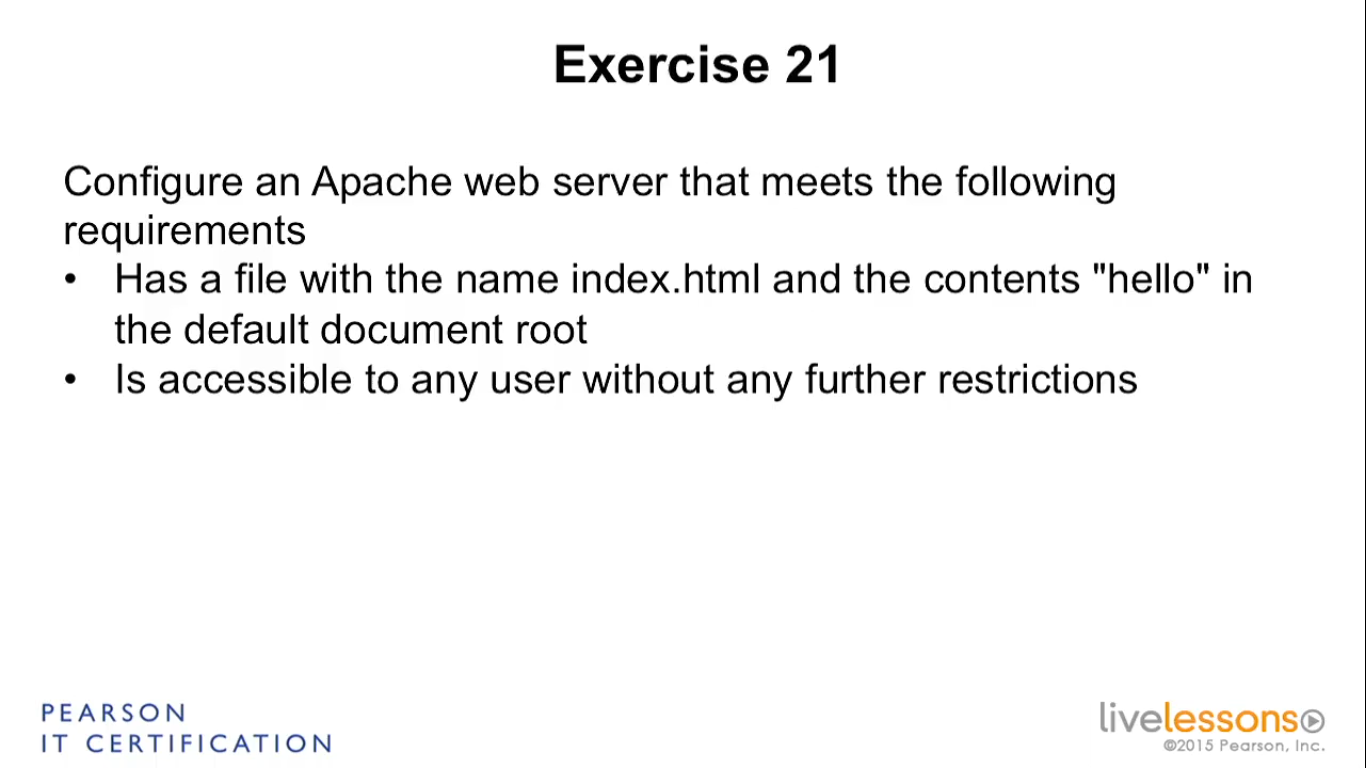 Exercise 21
Configure an Apache web server that meets the following
requirements
• Has a file with the name index.html and the contents "hello" in
the default document root
• Is accessible to any user without any further restrictions
PEARSON
IT CERTIFICATION
livelessons
©2015 Pearson, Inc.